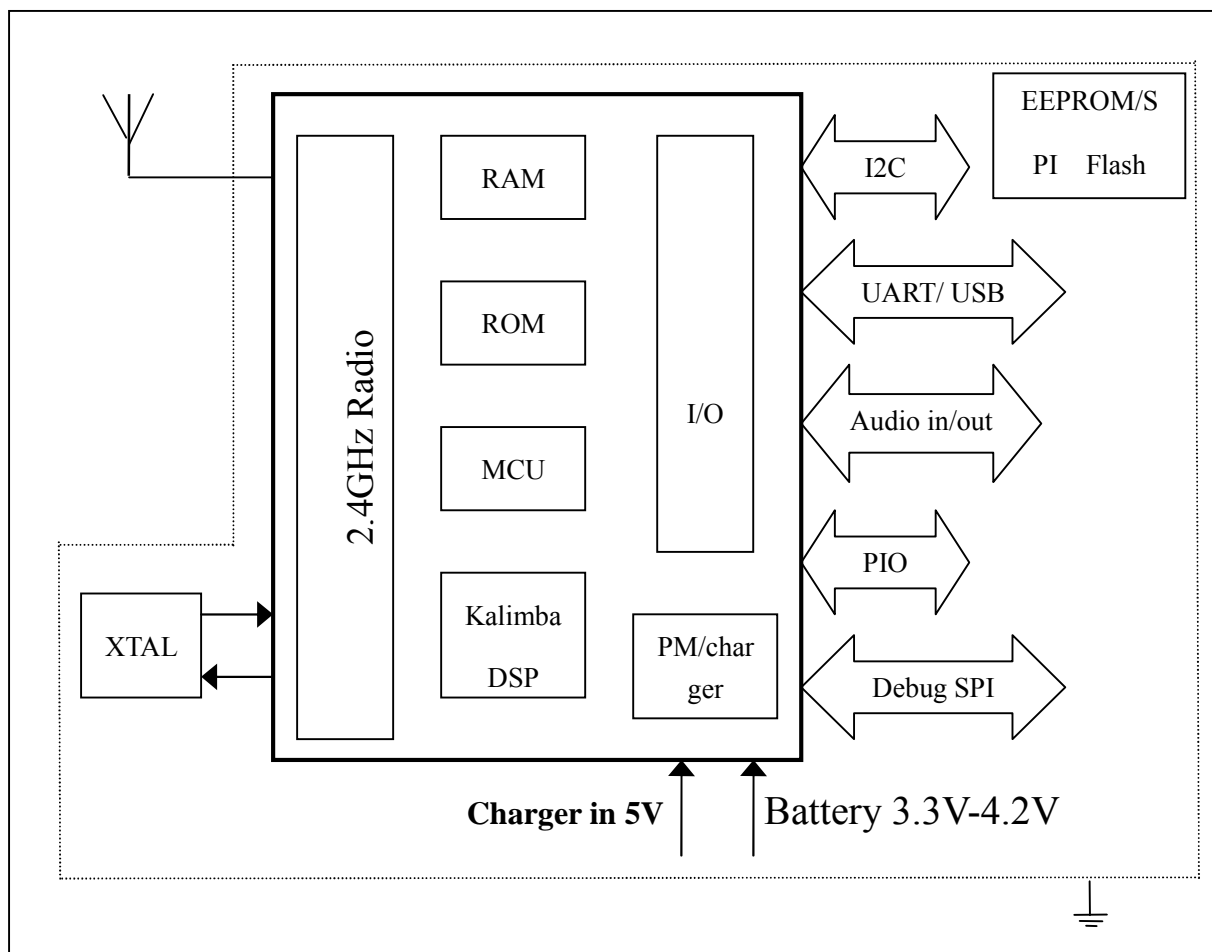 EEPROM/S
PI Flash
RAM
I2C
ROM
UART/ USB
2.4GHz Radio
I/O
Audio in/out
MCU
PIO
Kalimba
DSP
XTAL
PM/char
ger
Debug SPI
Charger in 5V
Battery 3.3V-4.2V